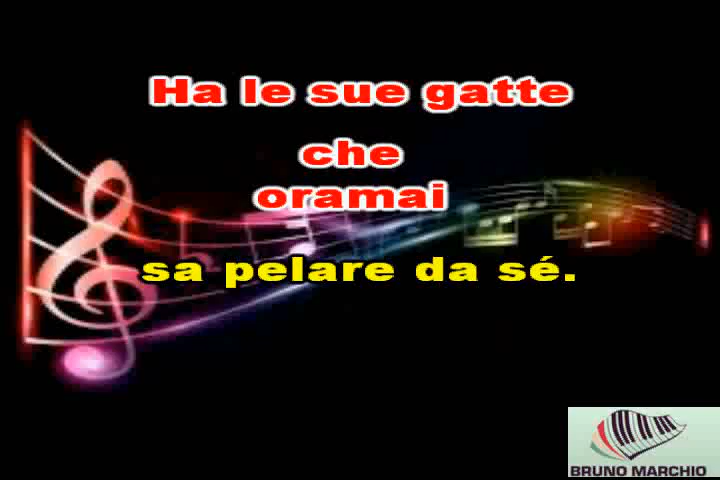 Ha le sue gatte
che
oramai
sa pelare da sé.
BRUNO MARCHIO